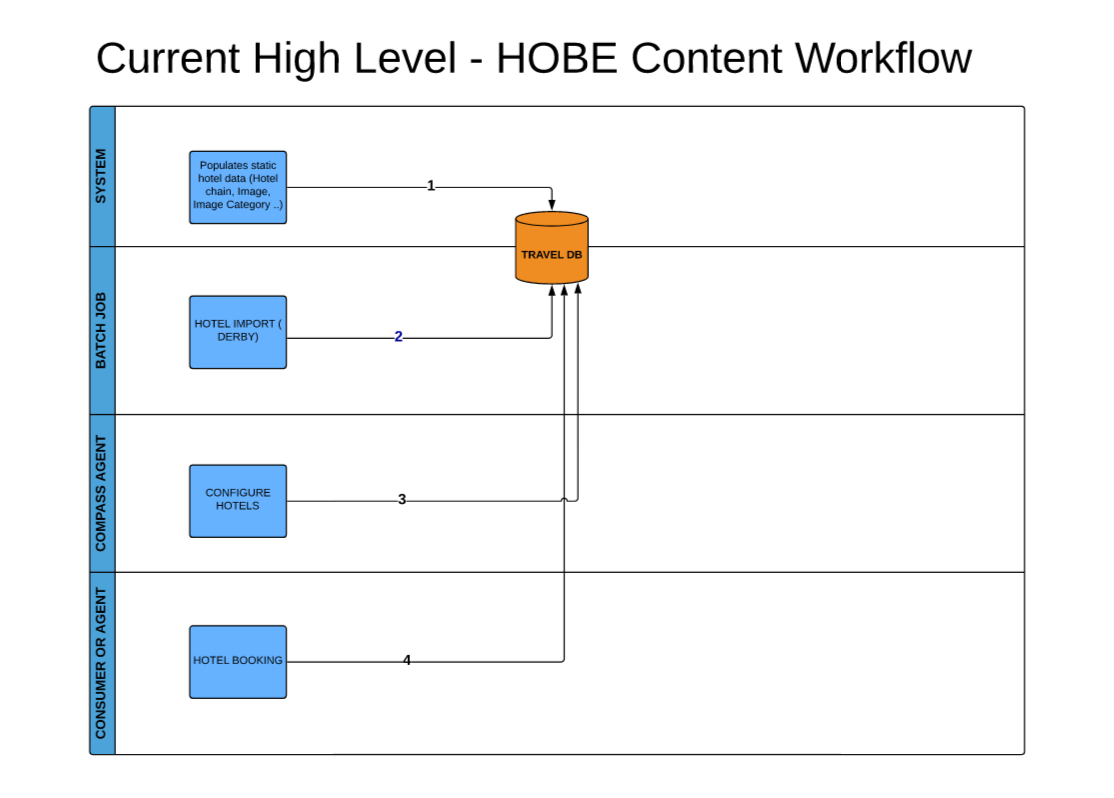 Current High Level - HOBE Content Workflow
SYSTEM
Populates static
hotel data (Hotel
chain, Image,
Image Category ..)
1
TRAVEL DB
BATCH JOB
HOTEL IMPORT (
DERBY)
2
COMPASS AGENT
CONFIGURE
HOTELS
3
CONSUMER OR AGENT
HOTEL BOOKING
4